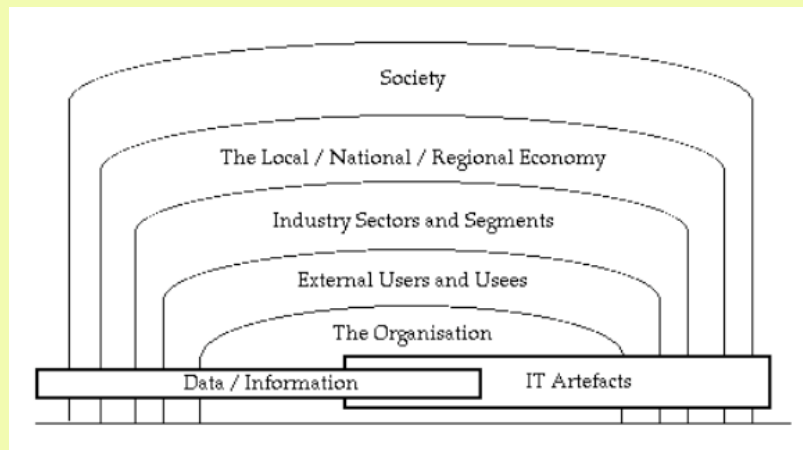 Society
The Local / National / Regional Economy
Industry Sectors and Segments
External Users and Usees
The Organisation
Data / Information
IT Artefacts